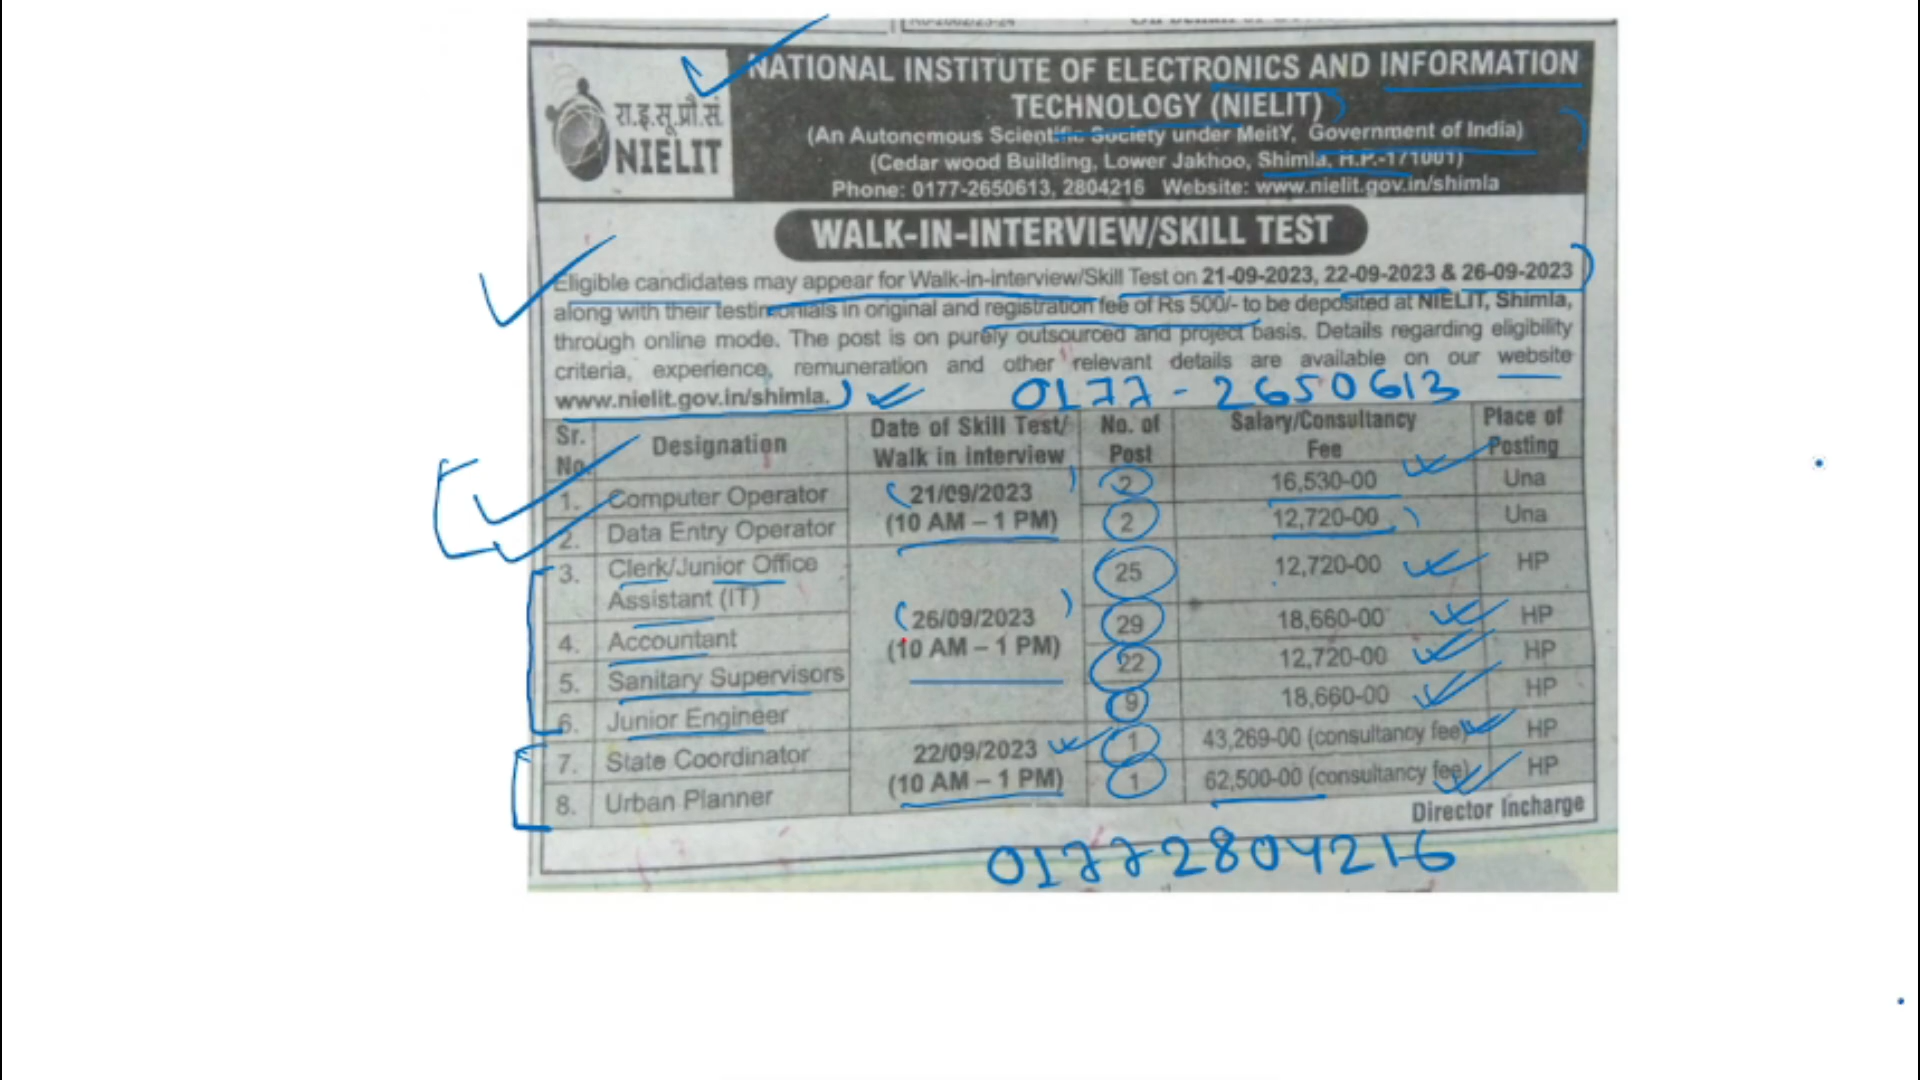 NATIONAL INSTITUTE OF ELECTRONICS AND INFORMATION
TECHNOLOGY (NIELIT)
(An Autonomous Scientific Society under MeitY, Government of India)
(Cedar wood Building, Lower Jakhoo, Shimla, H.P.-171001)
Phone: 0177-2650613, 2804216 Website: www.nielit.gov.in/shimla
रा.इ.सू.प्रौ.सं
NIELIT
WALK-IN-INTERVIEW/SKILL TEST
Eligible candidates may appear for Walk-in-interview/Skill Test on 21-09-2023, 22-09-2023 & 26-09-2023
along with their testimonials in original and registration fee of Rs 500/- to be deposited at NIELIT, Shimla,
through online mode. The post is on purely outsourced and project basis. Details regarding eligibility
criteria, experience, remuneration and other relevant details are available on our website
www.nielit.gov.in/shimla.
0177-2650613
Sr. No. Designation Date of Skill Test/ Walk in interview No. of Post Salary/Consultancy Fee Place of Posting
1. Computer Operator 21/09/2023 2 16,530-00 Una
2. Data Entry Operator (10 AM – 1 PM) 2 12,720-00 Una
3. Clerk/Junior Office 25 12,720-00 HP
Assistant (IT)
4. Accountant 26/09/2023 29 18,660-00 HP
5. Sanitary Supervisors (10 AM – 1 PM) 22 12,720-00 HP
6. Junior Engineer 9 18,660-00 HP
7. State Coordinator 22/09/2023 1 43,269-00 (consultancy fee) HP
8. Urban Planner (10 AM – 1 PM) 1 62,500-00 (consultancy fee) HP
Director Incharge
01772804216